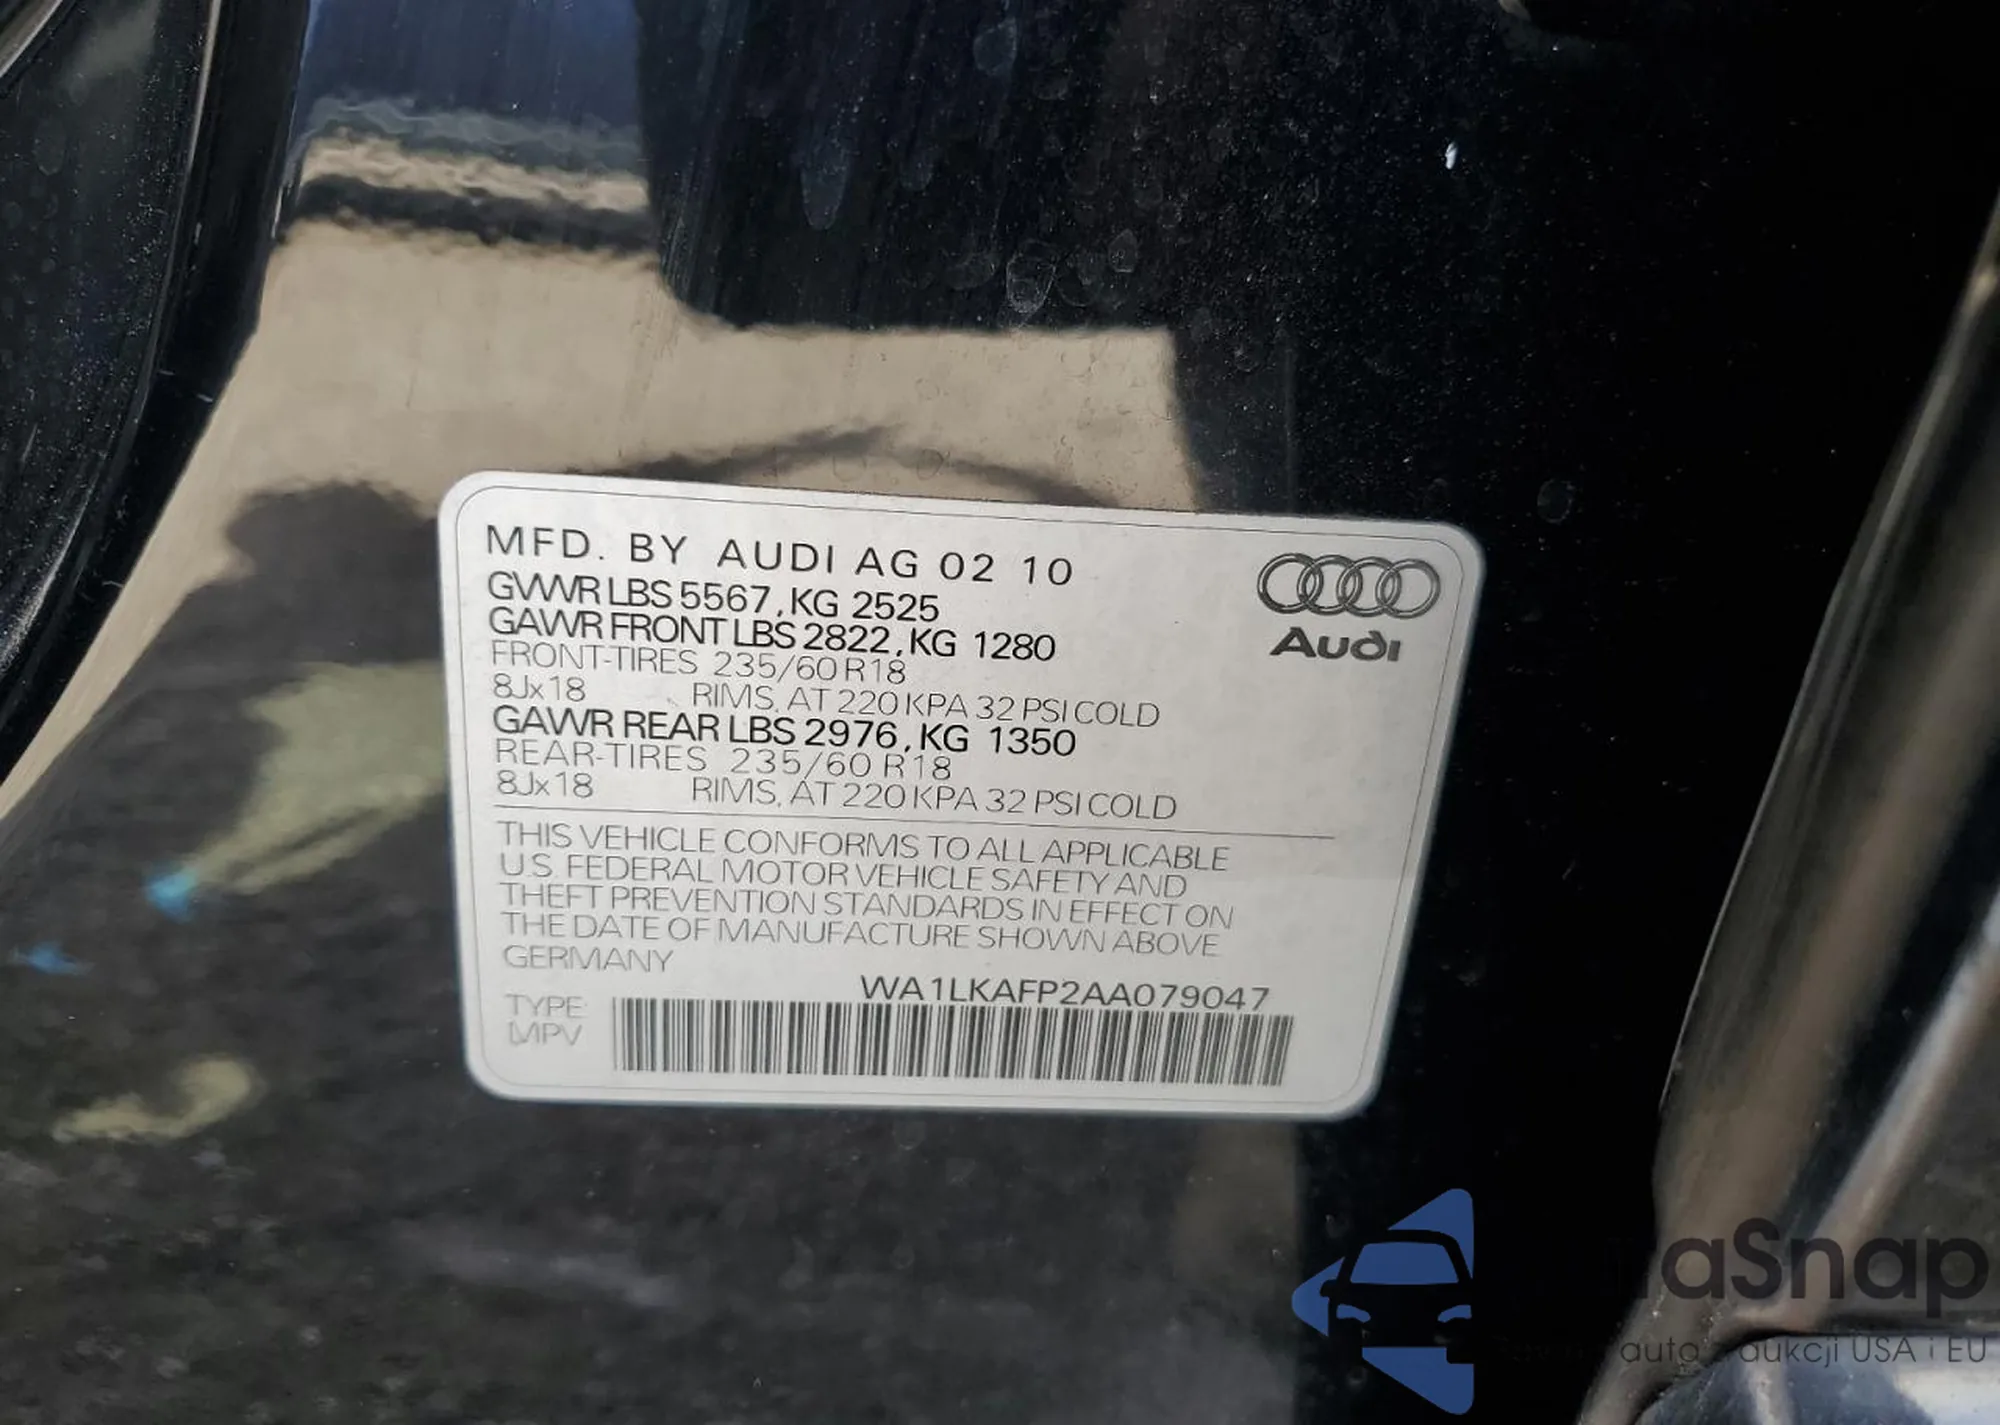 MFD. BY AUDI AG 02 10
GVWR LBS 5567, KG 2525
GAWR FRONT LBS 2822, KG 1280
FRONT-TIRES 235/60 R18
8Jx18 RIMS, AT 220 KPA 32 PSI COLD
GAWR REAR LBS 2976, KG 1350
REAR-TIRES 235/60 R18
8Jx18 RIMS, AT 220 KPA 32 PSI COLD
Audi
THIS VEHICLE CONFORMS TO ALL APPLICABLE
U.S. FEDERAL MOTOR VEHICLE SAFETY AND
THEFT PREVENTION STANDARDS IN EFFECT ON
THE DATE OF MANUFACTURE SHOWN ABOVE
GERMANY
WA1LKAFP2AA079047
TYPE
MPV
aSnap
auta z aukcji USA i EU